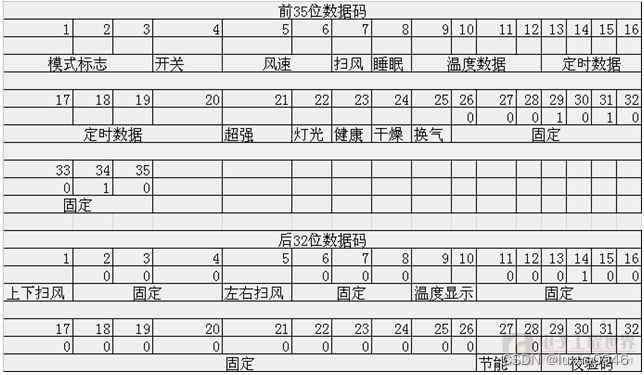 前35位数据码
1 2 3 4 5 6 7 8 9 10 11 12 13 14 15 16
模式标志 开关 风速 扫风 睡眠 温度数据 定时数据
17 18 19 20 21 22 23 24 25 26 27 28 29 30 31 32
0 0 0 1 0 1 0
定时数据 超强 灯光 健康 干燥 换气 固定
33 34 35
0 1 0
固定
后32位数据码
1 2 3 4 5 6 7 8 9 10 11 12 13 14 15 16
0 0 0 0 0 0 0 0 0 1 0 0
上下扫风 固定 左右扫风 固定 温度显示 固定
17 18 19 20 21 22 23 24 25 26 27 28 29 30 31 32
0 0 0 0 0 0 0 0 0 0 0
固定 节能 校验码